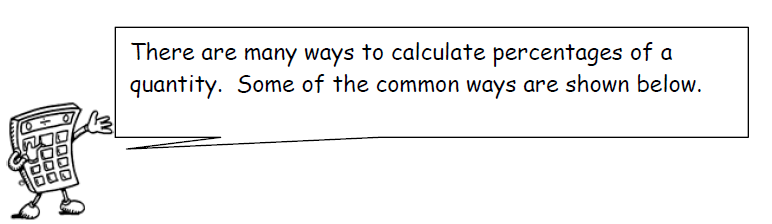 There are many ways to calculate percentages of a
quantity.  Some of the common ways are shown below.